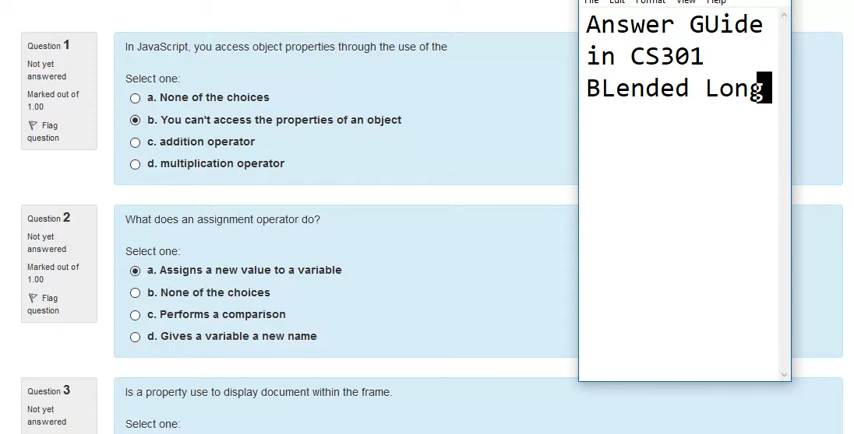 File Edit Format View Help
Answer GUide
in CS301
BLended Long
Question 1
Not yet
answered
Marked out of
1.00
Flag
question
In JavaScript, you access object properties through the use of the
Select one:
a. None of the choices
b. You can't access the properties of an object
c. addition operator
d. multiplication operator
Question 2
Not yet
answered
Marked out of
1.00
Flag
question
What does an assignment operator do?
Select one:
a. Assigns a new value to a variable
b. None of the choices
c. Performs a comparison
d. Gives a variable a new name
Question 3
Not yet
answered
Is a property use to display document within the frame.
Select one: